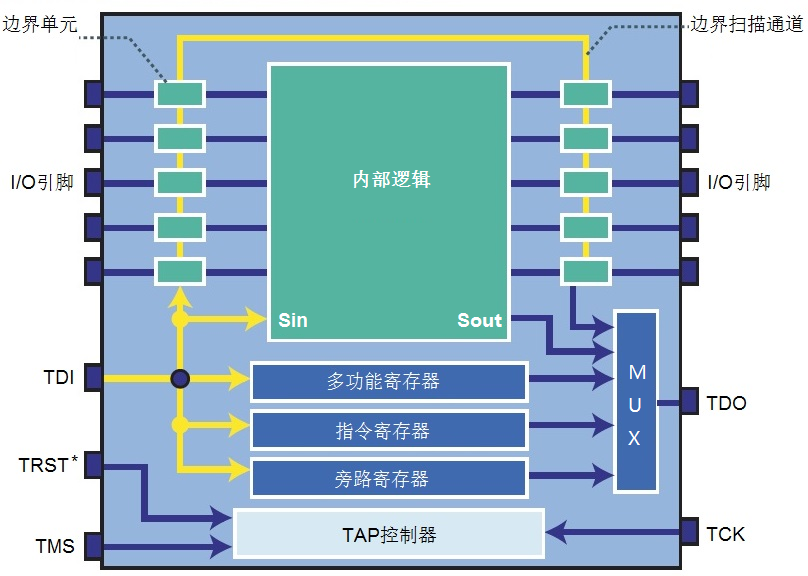 边界单元
边界扫描通道
I/O引脚
内部逻辑
I/O引脚
Sin
Sout
TDI
多功能寄存器
M
U
X
TDO
指令寄存器
TRST*
旁路寄存器
TMS
TAP控制器
TCK